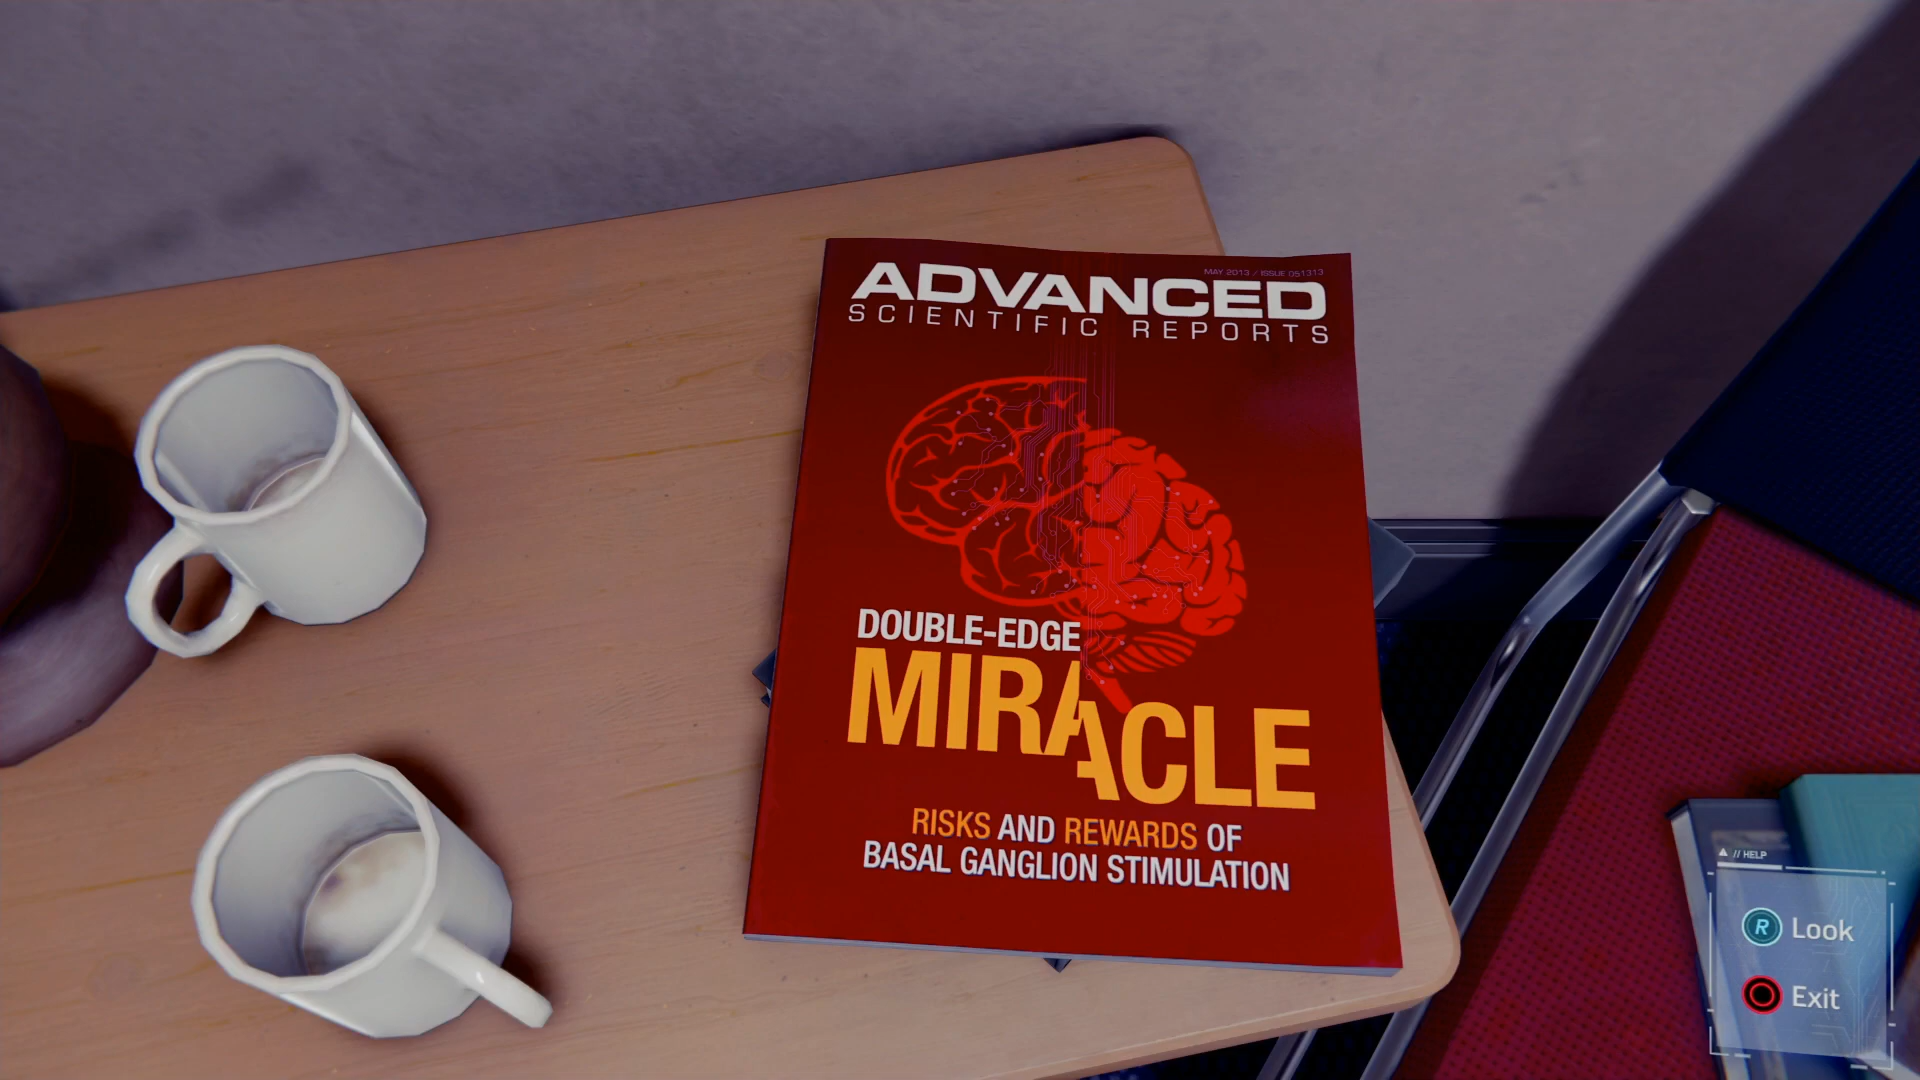 MAY 2013 / ISSUE 051313
ADVANCED
SCIENTIFIC REPORTS
DOUBLE-EDGE
MIRACLE
RISKS AND REWARDS OF
BASAL GANGLION STIMULATION
// HELP
R Look
Exit